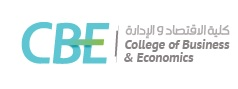 CBE
كلية الاقتصاد و الإدارة
College of Business
& Economics